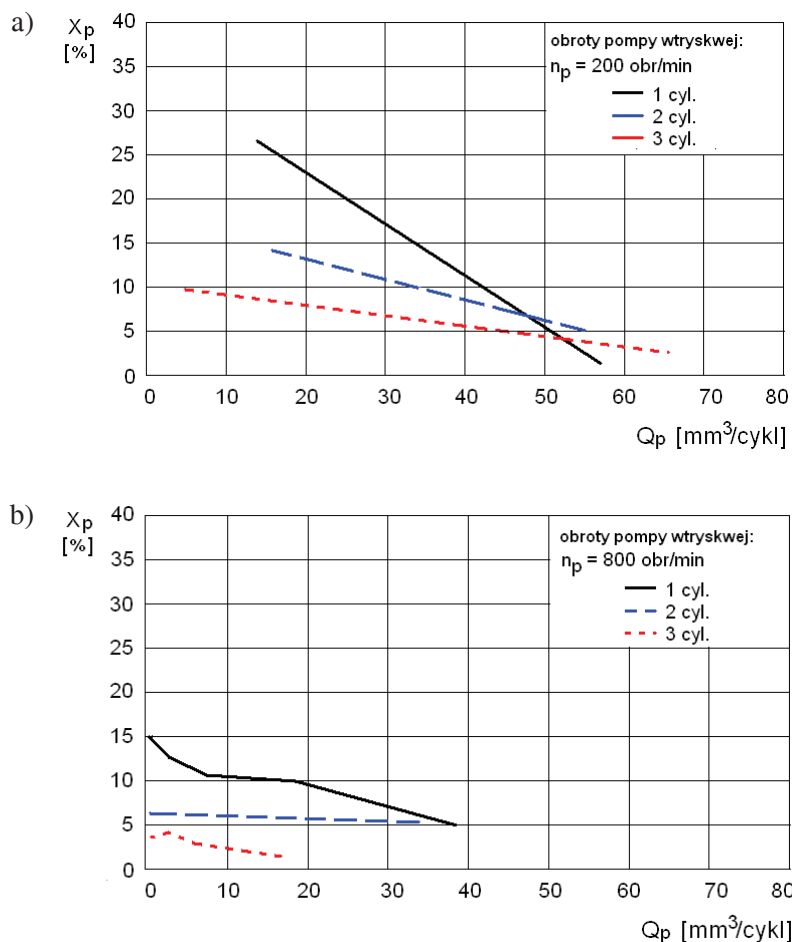 a)
Xp
[%]
40
35
30
25
20
15
10
5
0
0 10 20 30 40 50 60 70 80
Qp [mm³/cykl]
obroty pompy wtryskwej:
np = 200 obr/min
1 cyl.
2 cyl.
3 cyl.
b)
Xp
[%]
40
35
30
25
20
15
10
5
0
0 10 20 30 40 50 60 70 80
Qp [mm³/cykl]
obroty pompy wtryskwej:
np = 800 obr/min
1 cyl.
2 cyl.
3 cyl.